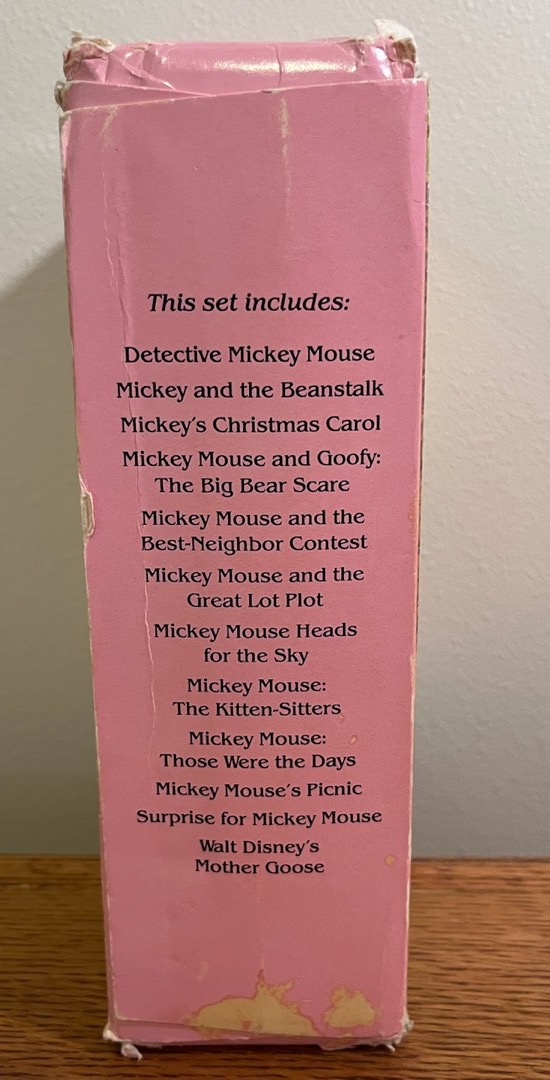 This set includes:
Detective Mickey Mouse
Mickey and the Beanstalk
Mickey's Christmas Carol
Mickey Mouse and Goofy:
The Big Bear Scare
Mickey Mouse and the
Best-Neighbor Contest
Mickey Mouse and the
Great Lot Plot
Mickey Mouse Heads
for the Sky
Mickey Mouse:
The Kitten-Sitters
Mickey Mouse:
Those Were the Days
Mickey Mouse's Picnic
Surprise for Mickey Mouse
Walt Disney's
Mother Goose